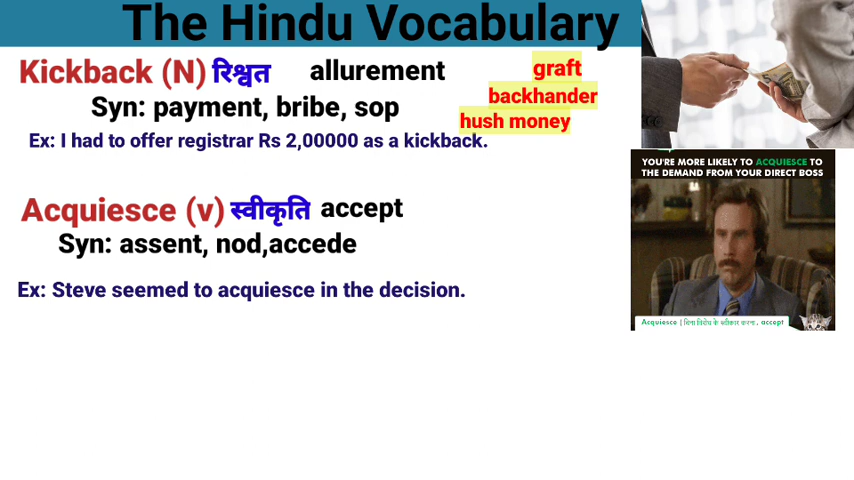 The Hindu Vocabulary
Kickback (N) रिश्वत allurement graft
backhander
Syn: payment, bribe, sop
hush money
Ex: I had to offer registrar Rs 2,00000 as a kickback.
YOU'RE MORE LIKELY TO ACQUIESCE TO
THE DEMAND FROM YOUR DIRECT BOSS
Acquiesce (v) स्वीकृति accept
Syn: assent, nod,accede
Ex: Steve seemed to acquiesce in the decision.
Acquiesce | बिना विरोध के स्वीकार करना, accept